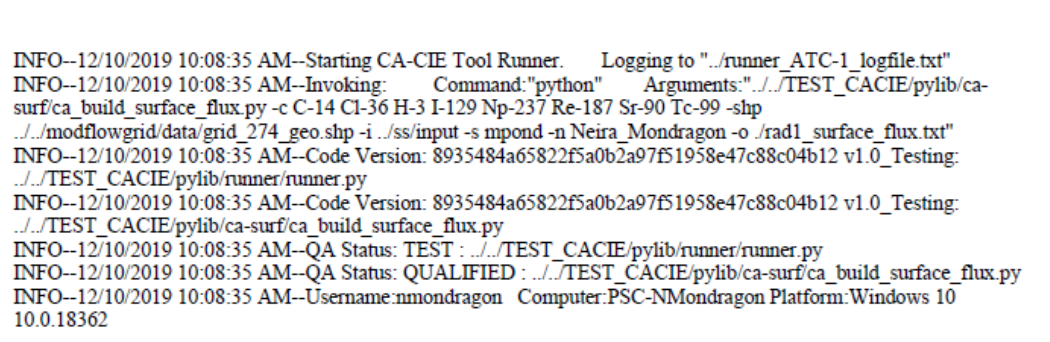 INFO--12/10/2019 10:08:35 AM--Starting CA-CIE Tool Runner. Logging to "../runner_ATC-1_logfile.txt"
INFO--12/10/2019 10:08:35 AM--Invoking: Command:"python" Arguments:"../../TEST_CACIE/pylib/ca-
surf/ca_build_surface_flux.py -c C-14 Cl-36 H-3 I-129 Np-237 Re-187 Sr-90 Tc-99 -shp
../../modflowgrid/data/grid_274_geo.shp -i ../ss/input -s mpond -n Neira_Mondragon -o ./rad1_surface_flux.txt"
INFO--12/10/2019 10:08:35 AM--Code Version: 8935484a65822f5a0b2a97f51958e47c88c04b12 v1.0_Testing:
../../TEST_CACIE/pylib/runner/runner.py
INFO--12/10/2019 10:08:35 AM--Code Version: 8935484a65822f5a0b2a97f51958e47c88c04b12 v1.0_Testing:
../../TEST_CACIE/pylib/ca-surf/ca_build_surface_flux.py
INFO--12/10/2019 10:08:35 AM--QA Status: TEST : ../../TEST_CACIE/pylib/runner/runner.py
INFO--12/10/2019 10:08:35 AM--QA Status: QUALIFIED : ../../TEST_CACIE/pylib/ca-surf/ca_build_surface_flux.py
INFO--12/10/2019 10:08:35 AM--Username:nmondragon Computer:PSC-NMondragon Platform:Windows 10
10.0.18362